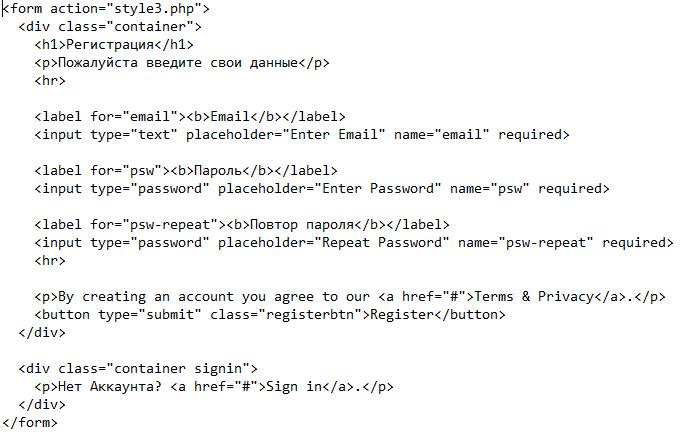 <form action="style3.php">
<div class="container">
<h1>Регистрация</h1>
<p>Пожалуйста введите свои данные</p>
<hr>
<label for="email"><b>Email</b></label>
<input type="text" placeholder="Enter Email" name="email" required>
<label for="psw"><b>Пароль</b></label>
<input type="password" placeholder="Enter Password" name="psw" required>
<label for="psw-repeat"><b>Повтор пароля</b></label>
<input type="password" placeholder="Repeat Password" name="psw-repeat" required>
<hr>
<p>By creating an account you agree to our <a href="#">Terms & Privacy</a>.</p>
<button type="submit" class="registerbtn">Register</button>
</div>
<div class="container signin">
<p>Нет Аккаунта? <a href="#">Sign in</a>.</p>
</div>
</form>